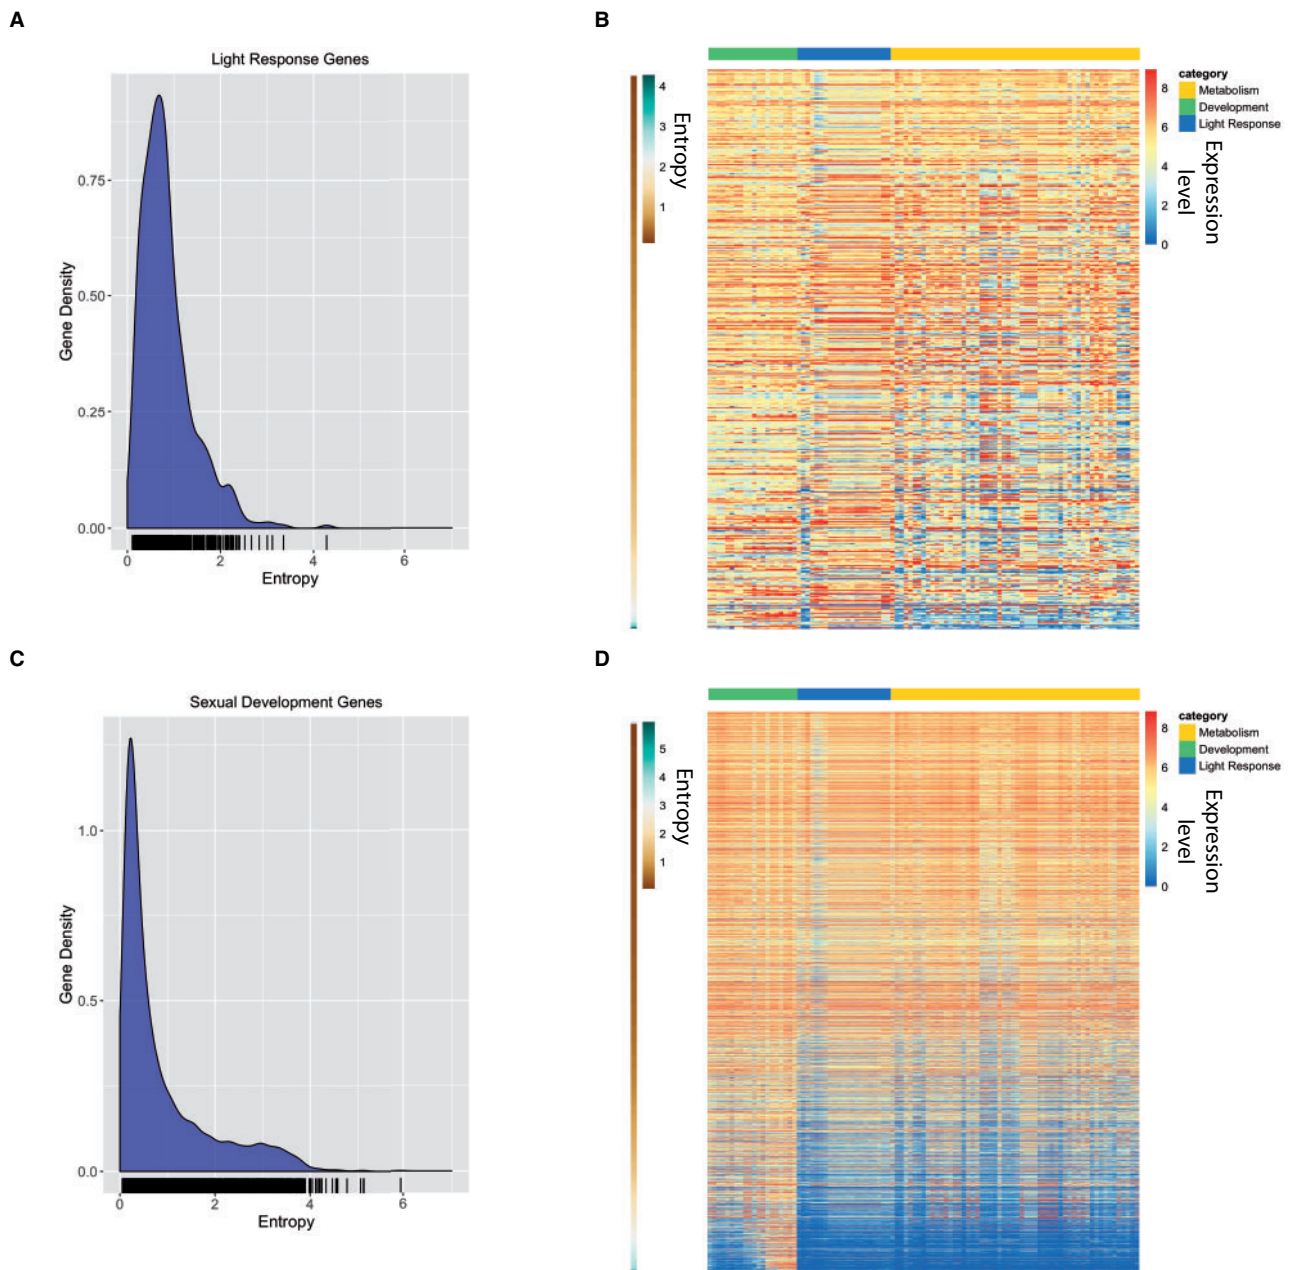 A
Light Response Genes
Gene Density
0.75
0.50
0.25
0.00
0
2
4
6
Entropy
B
4
3
2
1
Entropy
8
6
4
2
0
category
Metabolism
Development
Light Response
Expression
level
C
Sexual Development Genes
Gene Density
1.0
0.5
0.0
0
2
4
6
Entropy
D
5
4
3
2
1
Entropy
8
6
4
2
0
category
Metabolism
Development
Light Response
Expression
level